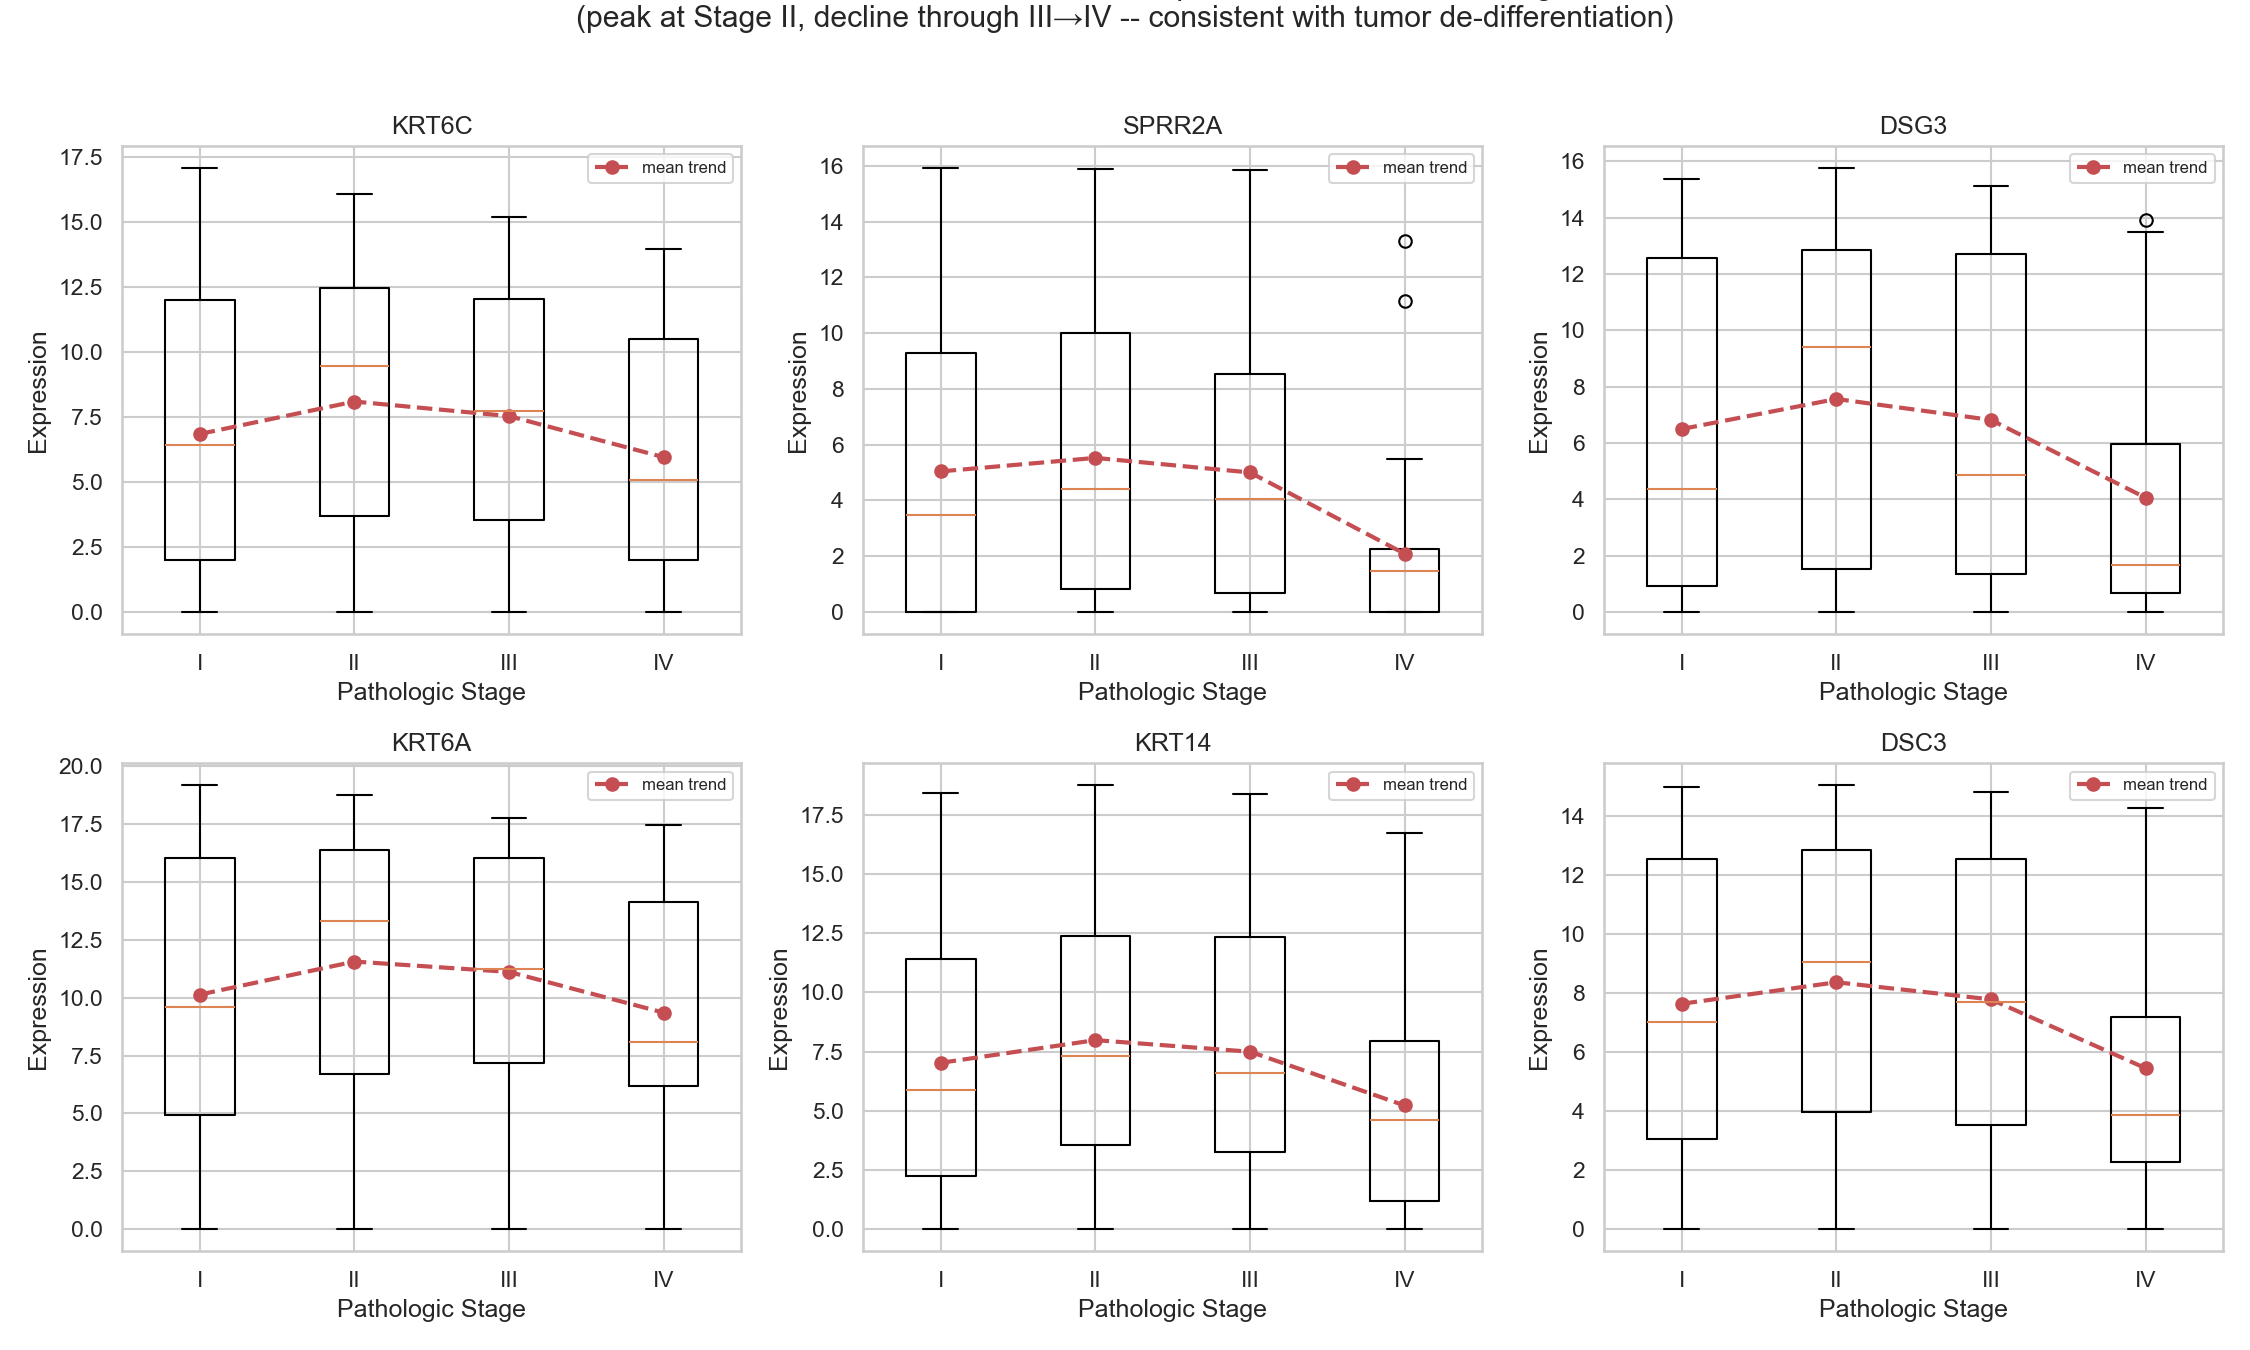 (peak at Stage II, decline through III→IV -- consistent with tumor de-differentiation)
KRT6C
mean trend
17.5
15.0
12.5
10.0
7.5
5.0
2.5
0.0
Expression
I II III IV
Pathologic Stage
SPRR2A
mean trend
16
14
12
10
8
6
4
2
0
Expression
I II III IV
Pathologic Stage
DSG3
mean trend
16
14
12
10
8
6
4
2
0
Expression
I II III IV
Pathologic Stage
KRT6A
mean trend
20.0
17.5
15.0
12.5
10.0
7.5
5.0
2.5
0.0
Expression
I II III IV
Pathologic Stage
KRT14
mean trend
17.5
15.0
12.5
10.0
7.5
5.0
2.5
0.0
Expression
I II III IV
Pathologic Stage
DSC3
mean trend
14
12
10
8
6
4
2
0
Expression
I II III IV
Pathologic Stage